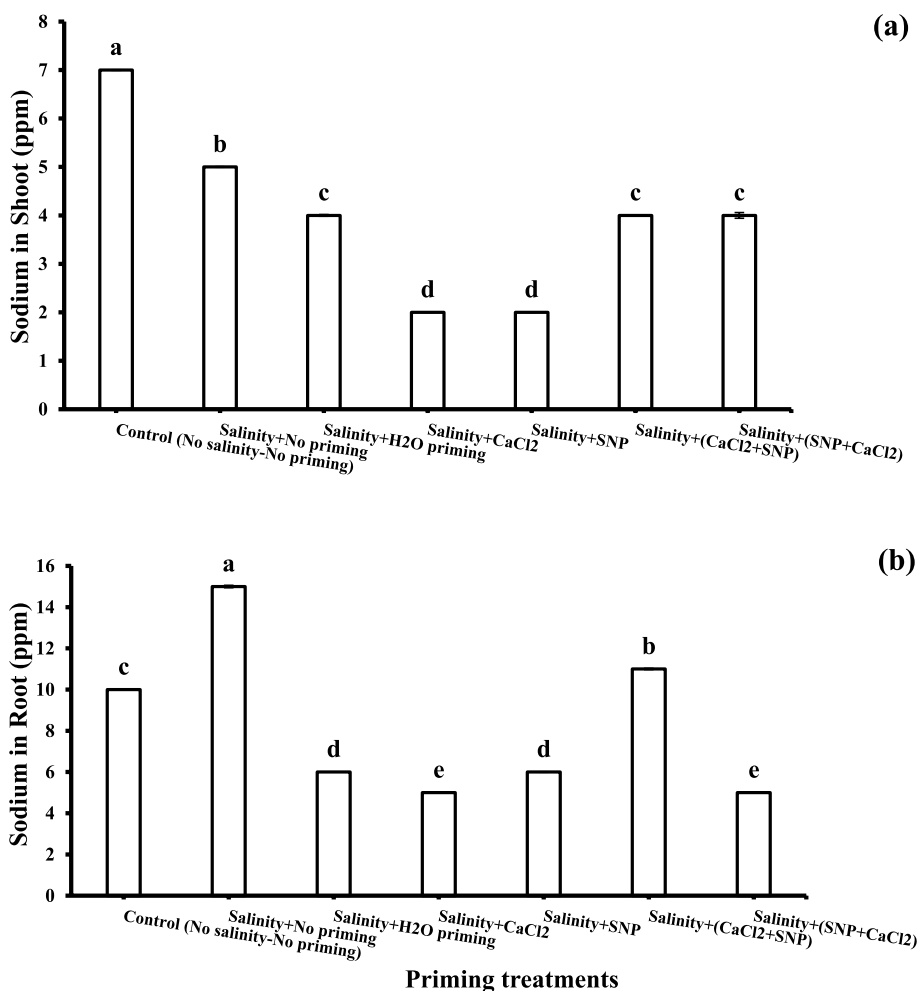 (a)
Sodium in Shoot (ppm)
8
7
6
5
4
3
2
1
0
a
b
c
d
d
c
c
Control (No salinity-No priming)
Salinity+No priming
Salinity+H2O priming
Salinity+CaCl2
Salinity+SNP
Salinity+(CaCl2+SNP)
Salinity+(SNP+CaCl2)
(b)
Sodium in Root (ppm)
16
14
12
10
8
6
4
2
0
c
a
d
e
d
b
e
Control (No salinity-No priming)
Salinity+No priming
Salinity+H2O priming
Salinity+CaCl2
Salinity+SNP
Salinity+(CaCl2+SNP)
Salinity+(SNP+CaCl2)
Priming treatments